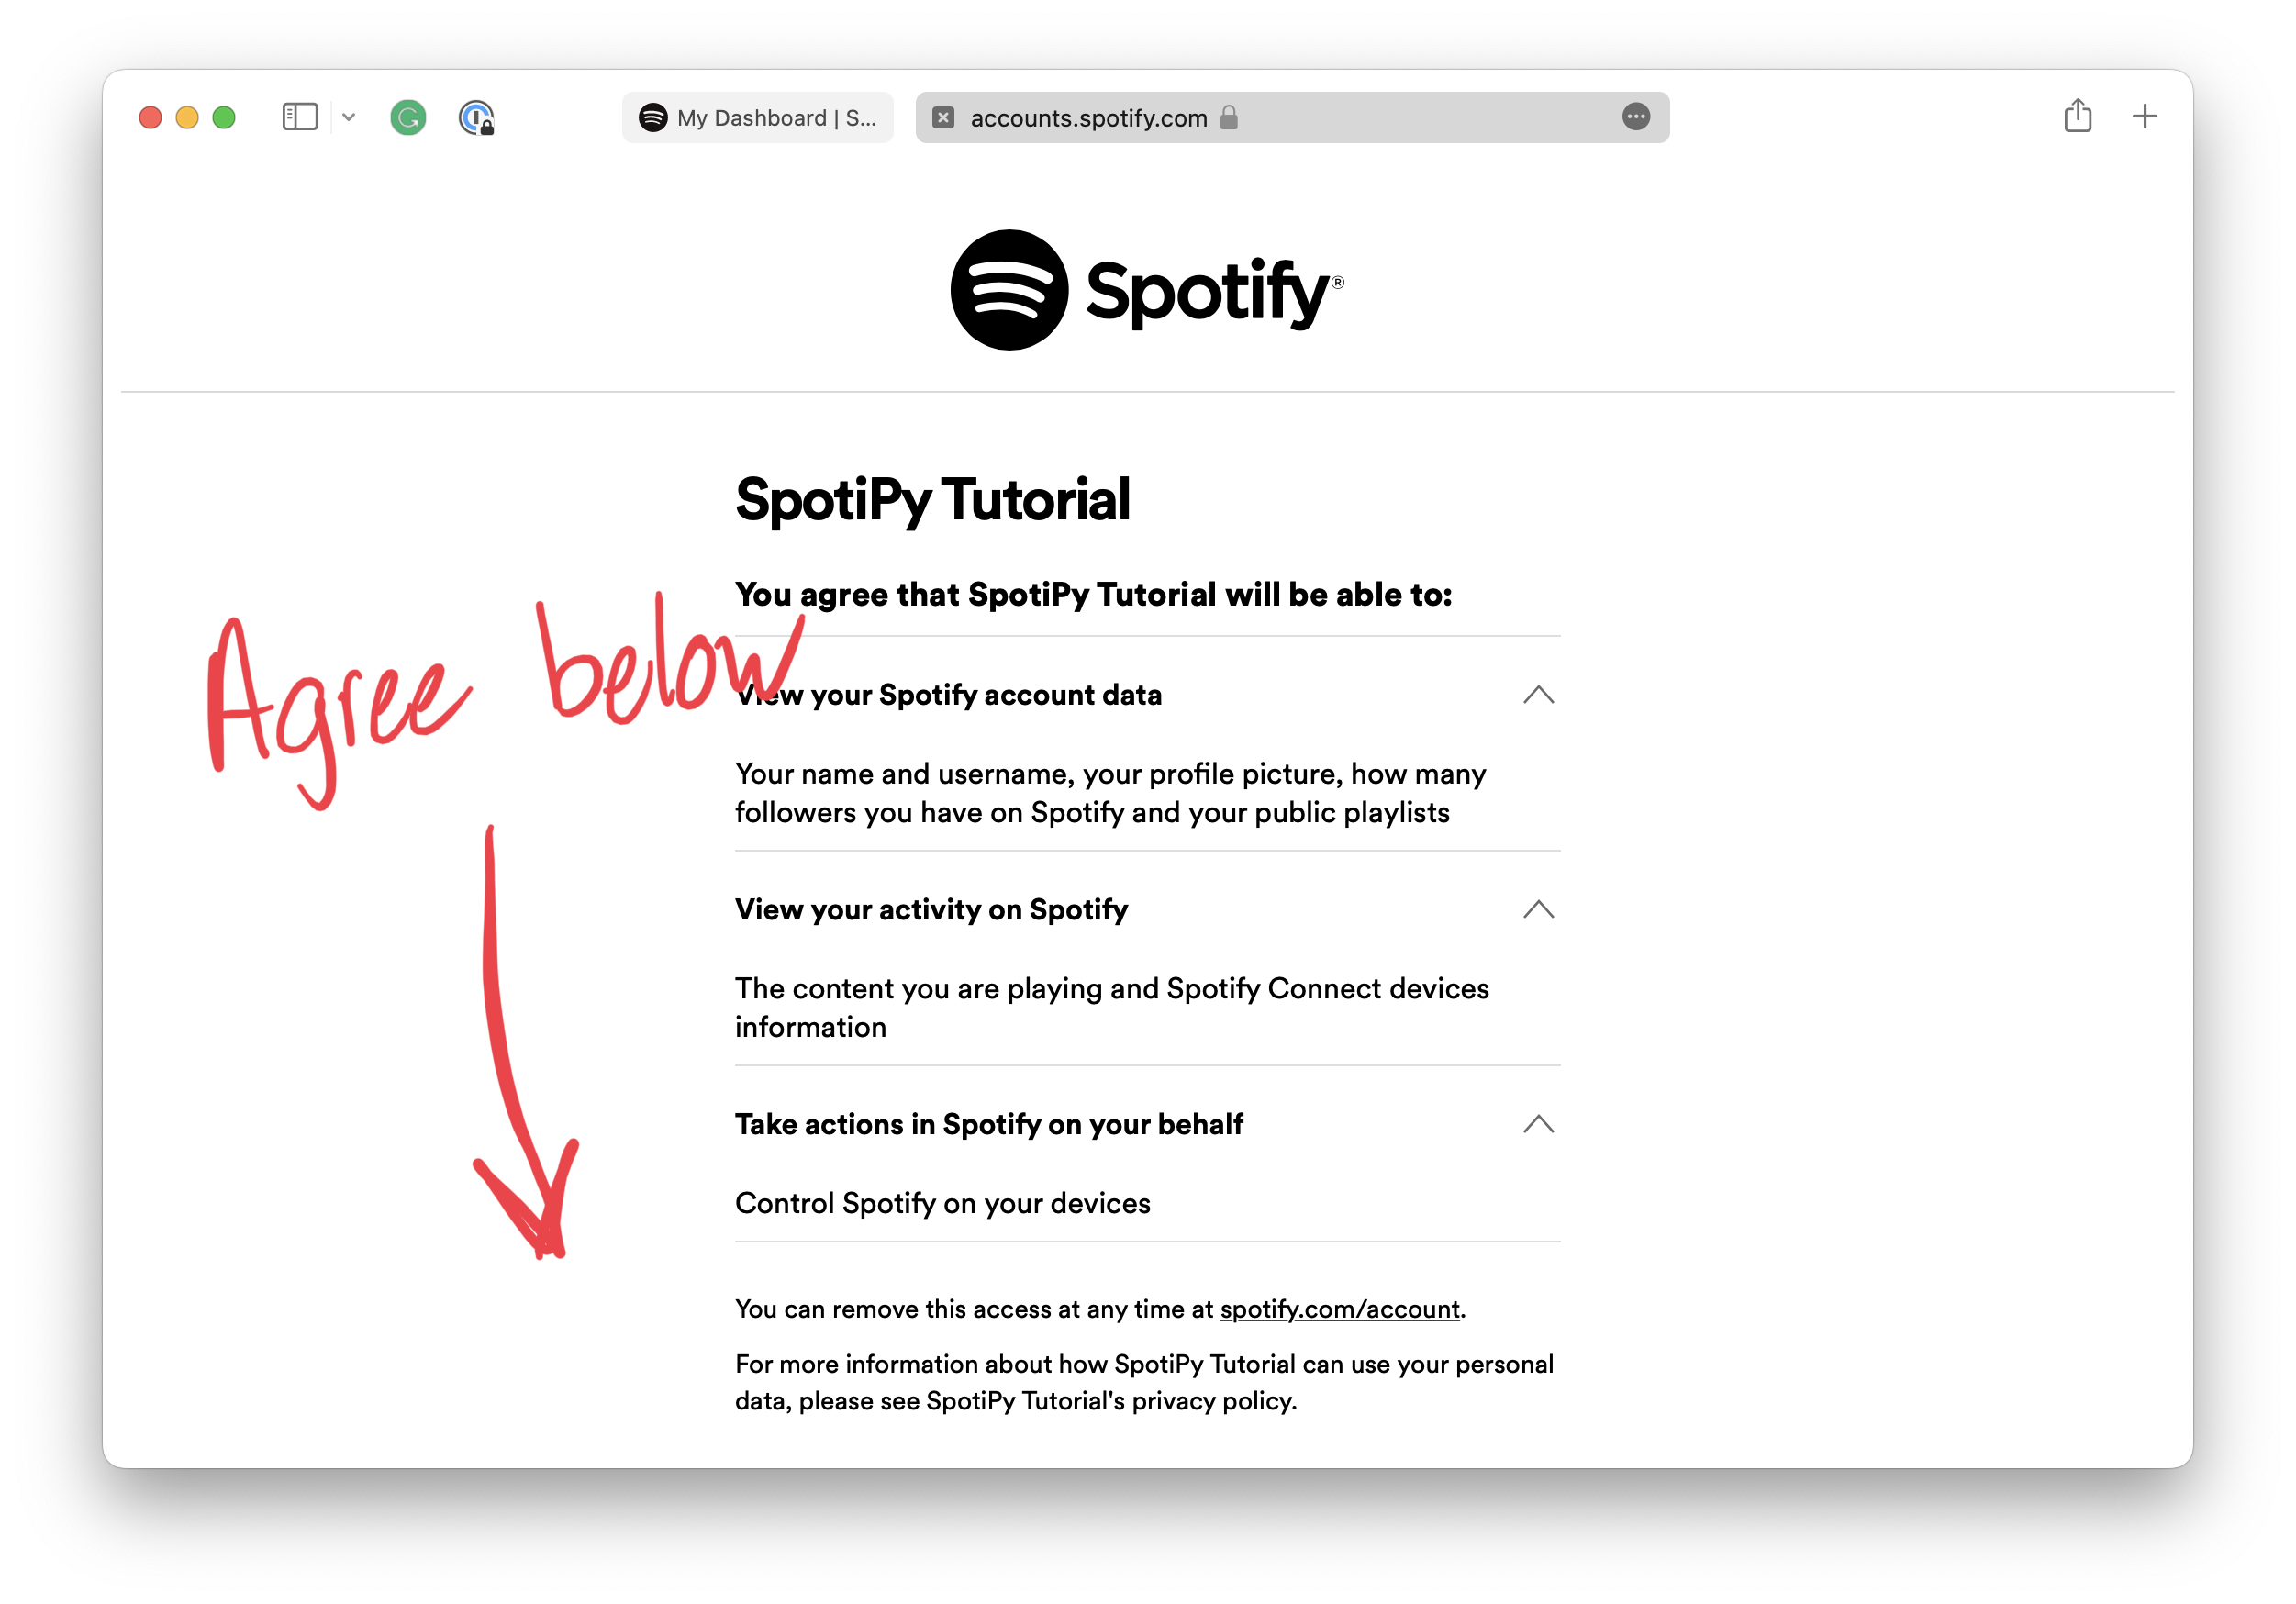 My Dashboard | S...
accounts.spotify.com
Spotify®
SpotiPy Tutorial
You agree that SpotiPy Tutorial will be able to:
Agree below
View your Spotify account data
Your name and username, your profile picture, how many
followers you have on Spotify and your public playlists
View your activity on Spotify
The content you are playing and Spotify Connect devices
information
Take actions in Spotify on your behalf
Control Spotify on your devices
You can remove this access at any time at spotify.com/account.
For more information about how SpotiPy Tutorial can use your personal
data, please see SpotiPy Tutorial's privacy policy.